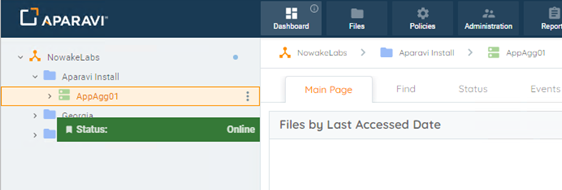 APARAVI
Dashboard
Files
Policies
Administration
Report
NowakeLabs
Aparavi Install
AppAgg01
Georgia
Status: Online
NowakeLabs > Aparavi Install > AppAgg01
Main Page
Find
Status
Events
Files by Last Accessed Date